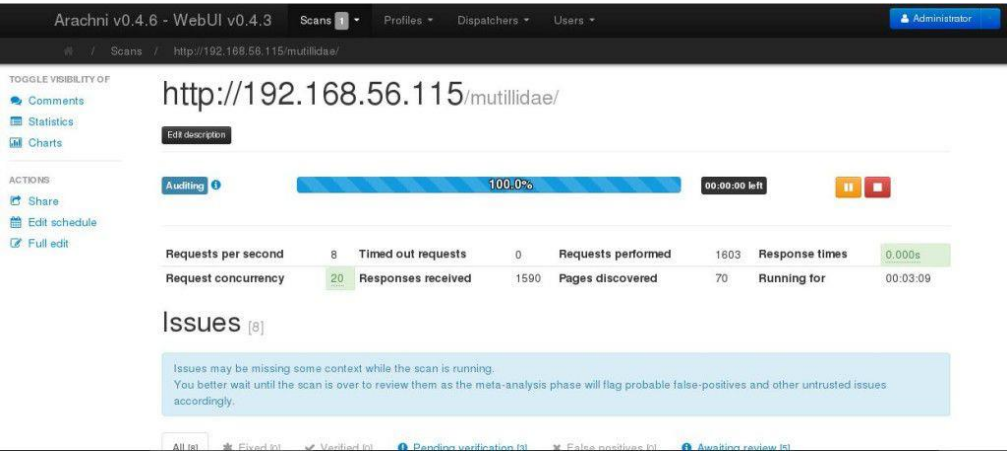 Arachni v0.4.6 - WebUI v0.4.3 Scans 1 Profiles Dispatchers Users Administrator
/ Scans / http://192.168.56.115/mutillidae/
TOGGLE VISIBILITY OF
Comments
Statistics
Charts
ACTIONS
Share
Edit schedule
Full edit
http://192.168.56.115/mutillidae/
Edit description
Auditing 100.0% 00:00:00 left
Requests per second 8 Timed out requests 0 Requests performed 1603 Response times 0.000s
Request concurrency 20 Responses received 1590 Pages discovered 70 Running for 00:03:09
Issues [8]
Issues may be missing some context while the scan is running.
You better wait until the scan is over to review them as the meta-analysis phase will flag probable false-positives and other untrusted issues
accordingly.
All [8] Fixed [0] Verified [0] Pending verification [3] False positives [0] Awaiting review [5]